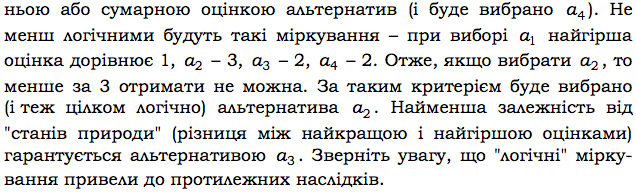 ньою або сумарною оцінкою альтернатив (і буде вибрано a₄). Не
менш логічними будуть такі міркування – при виборі a₁ найгірша
оцінка дорівнює 1, a₂ – 3, a₃ – 2, a₄ – 2. Отже, якщо вибрати a₂, то
менше за 3 отримати не можна. За таким критерієм буде вибрано
(і теж цілком логічно) альтернатива a₂. Найменша залежність від
"станів природи" (різниця між найкращою і найгіршою оцінками)
гарантується альтернативою a₃. Зверніть увагу, що "логічні" мірку-
вання привели до протилежних наслідків.